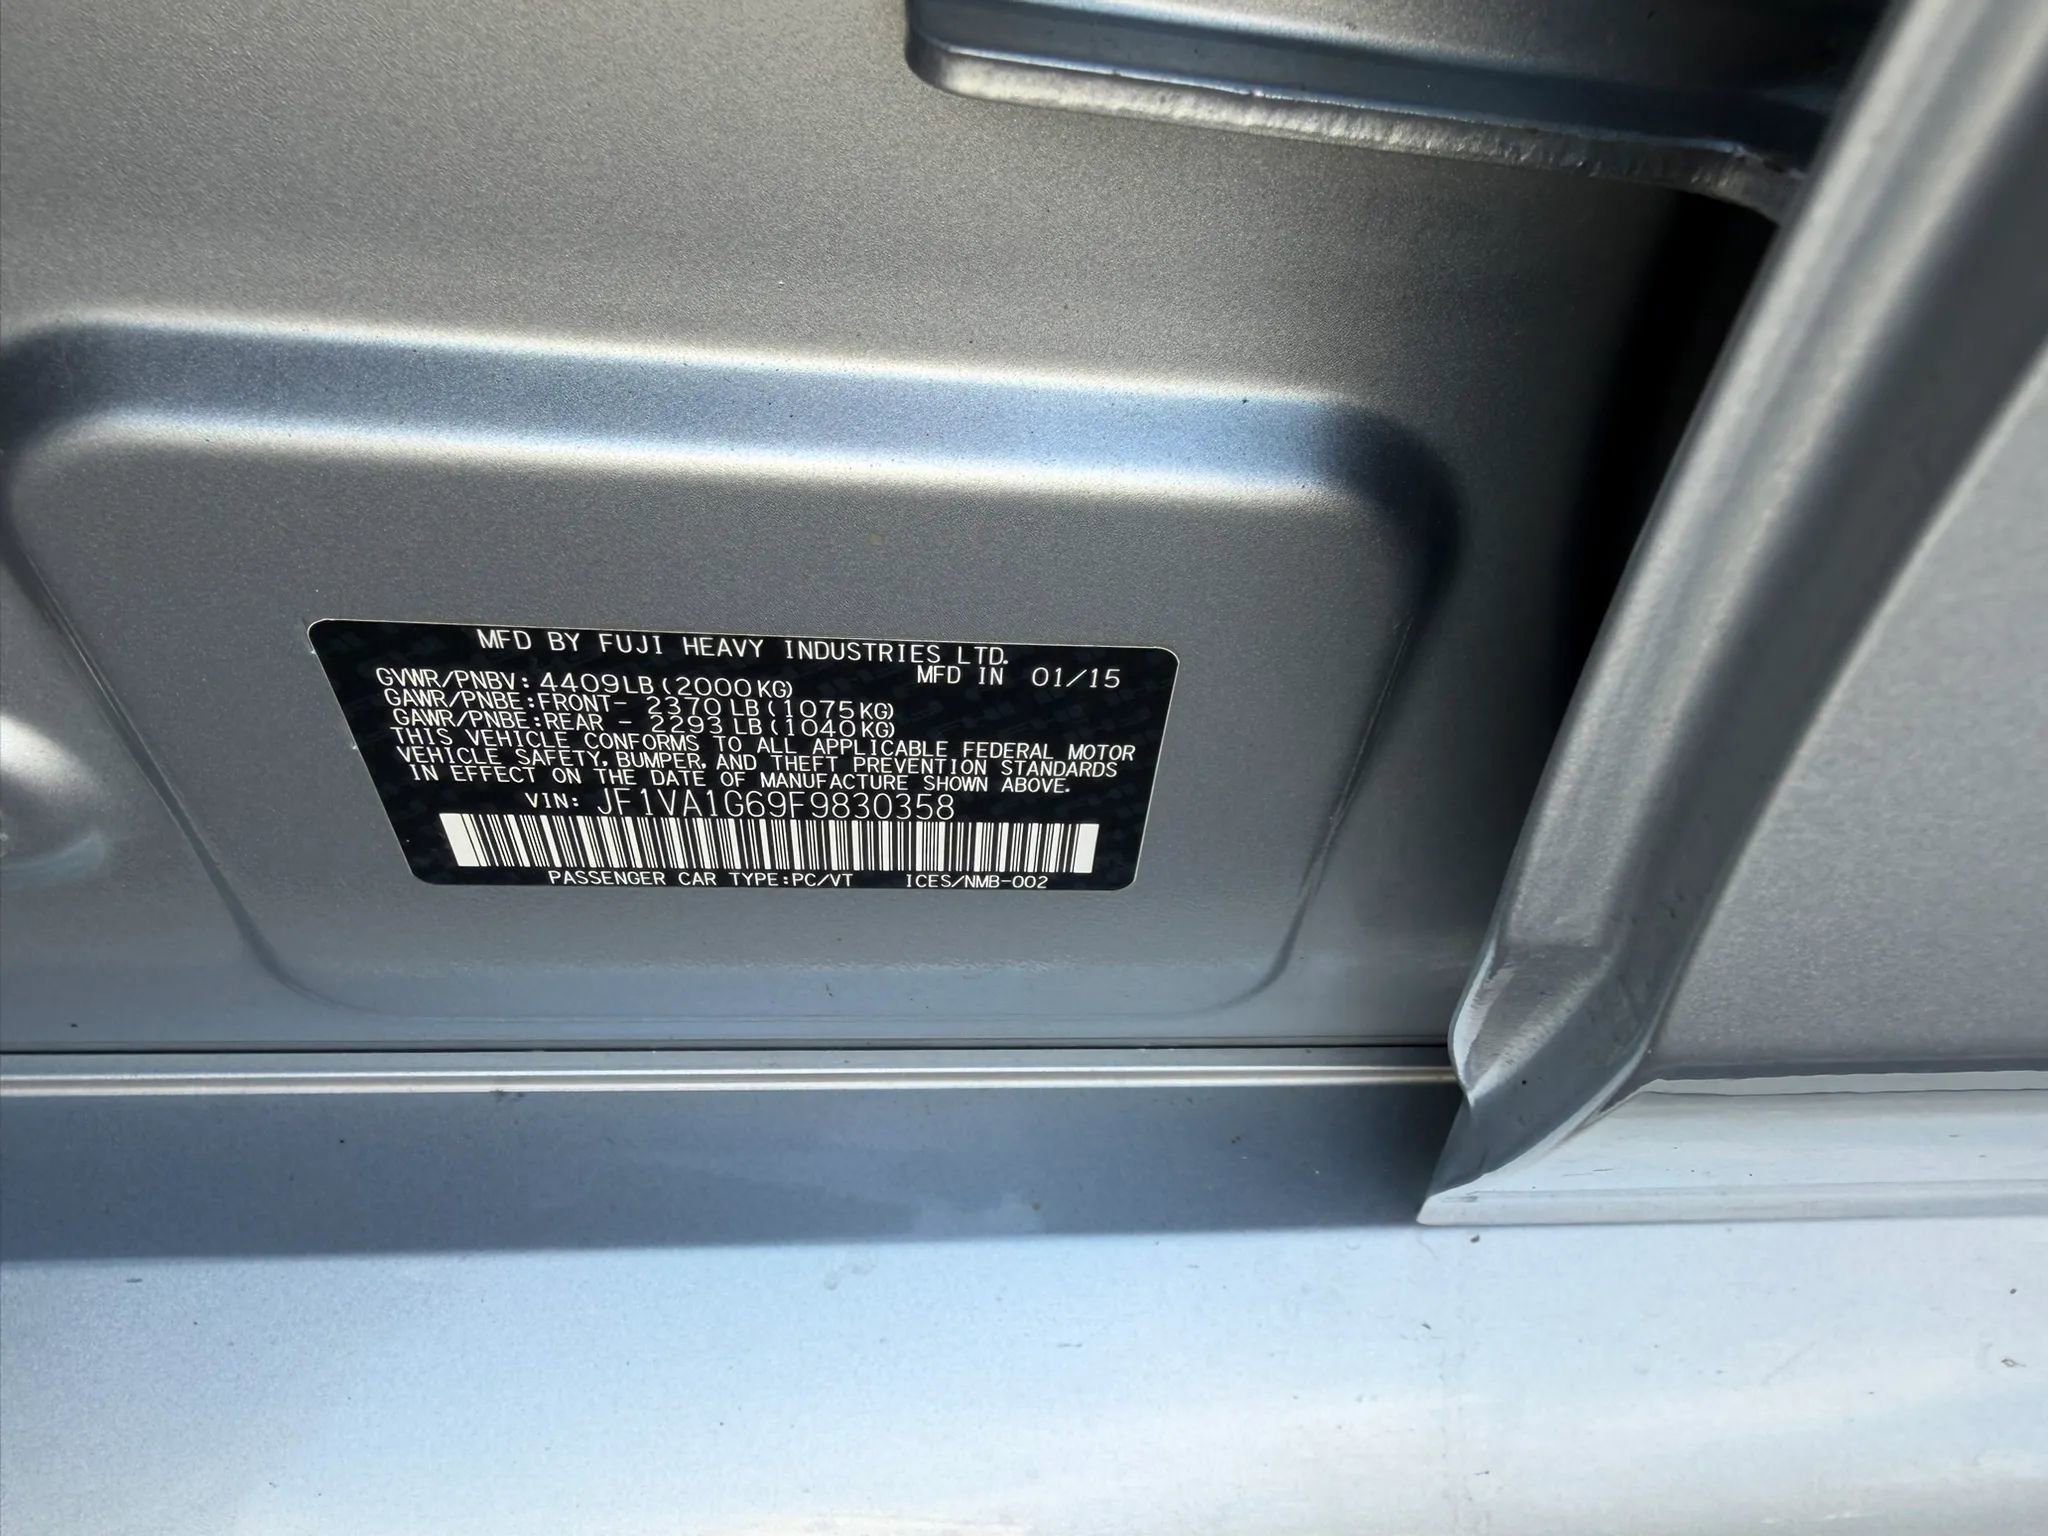 MFD BY FUJI HEAVY INDUSTRIES LTD.
MFD IN 01/15
GVWR/PNBV: 4409LB(2000KG)
GAWR/PNBE:FRONT- 2370LB(1075KG)
GAWR/PNBE:REAR - 2293LB(1040KG)
THIS VEHICLE CONFORMS TO ALL APPLICABLE FEDERAL MOTOR
VEHICLE SAFETY, BUMPER, AND THEFT PREVENTION STANDARDS
IN EFFECT ON THE DATE OF MANUFACTURE SHOWN ABOVE.
VIN: JF1VA1G69F9830358
PASSENGER CAR TYPE:PC/VT ICES/NMB-002